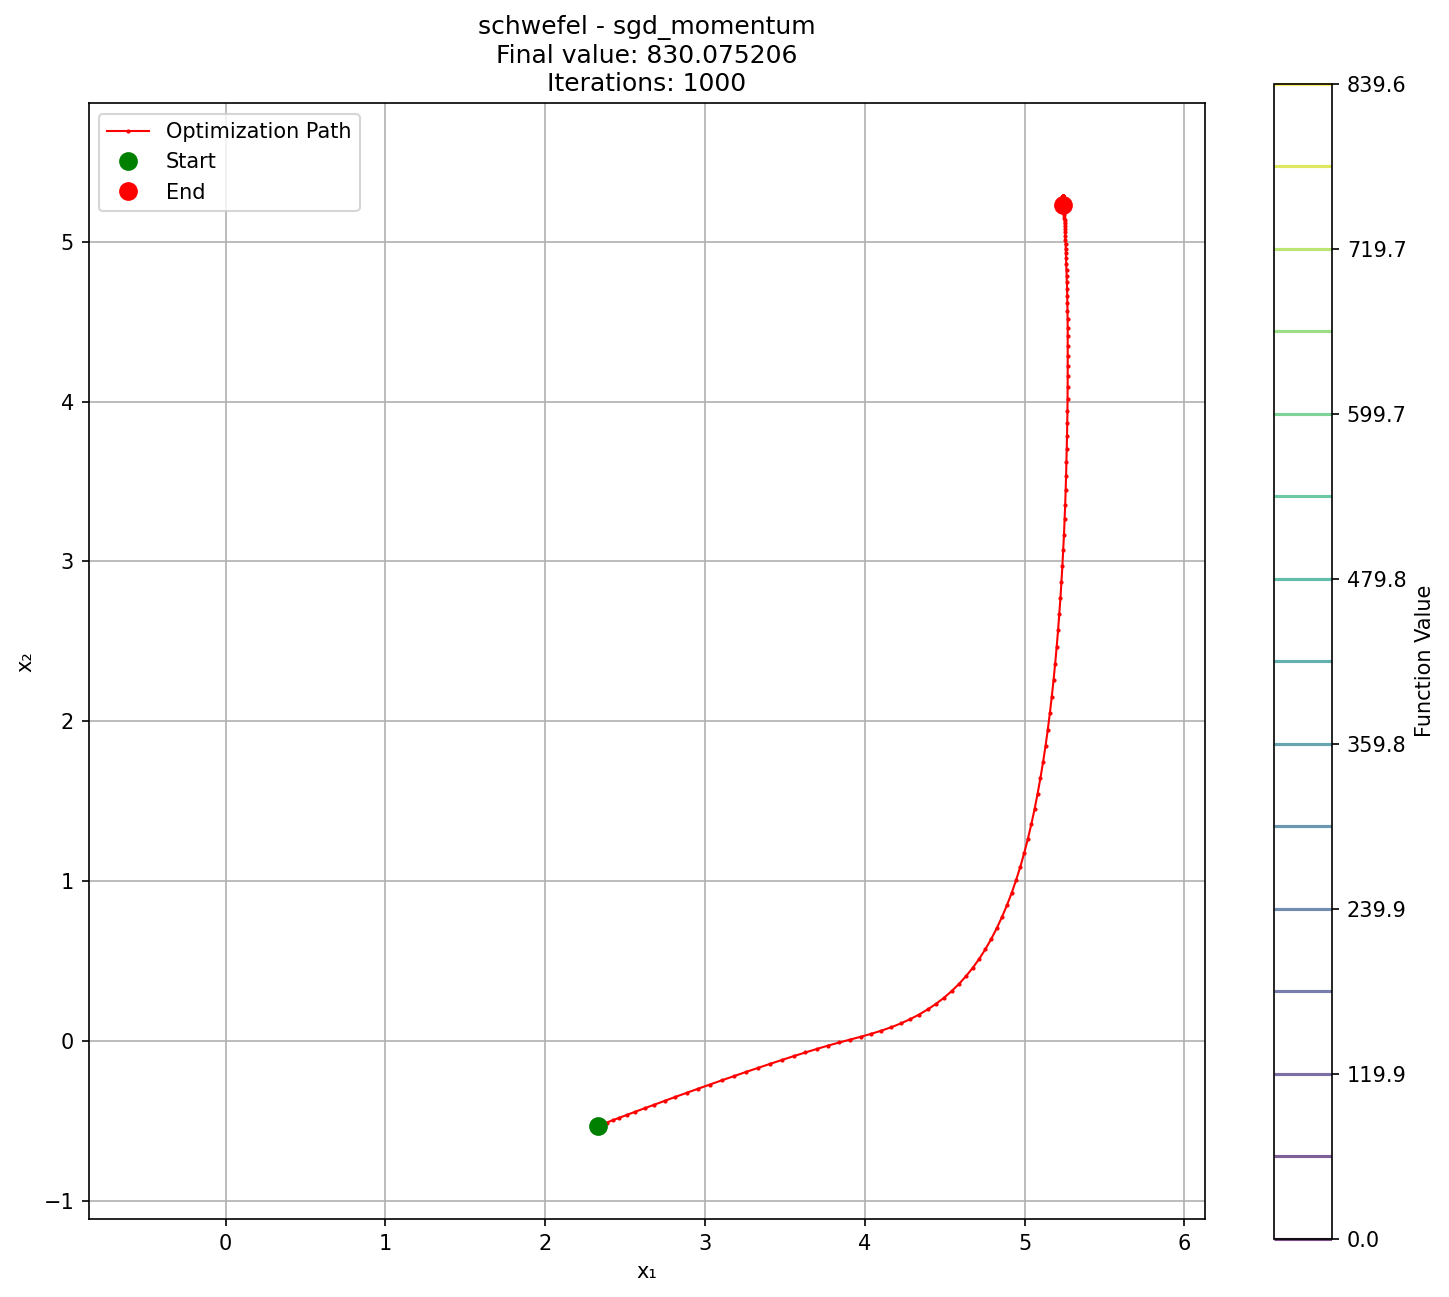 schwefel - sgd_momentum
Final value: 830.075206
Iterations: 1000
Optimization Path
Start
End
5
4
3
2
1
0
−1
0
1
2
3
4
5
6
x₁
x₂
839.6
719.7
599.7
479.8
359.8
239.9
119.9
0.0
Function Value